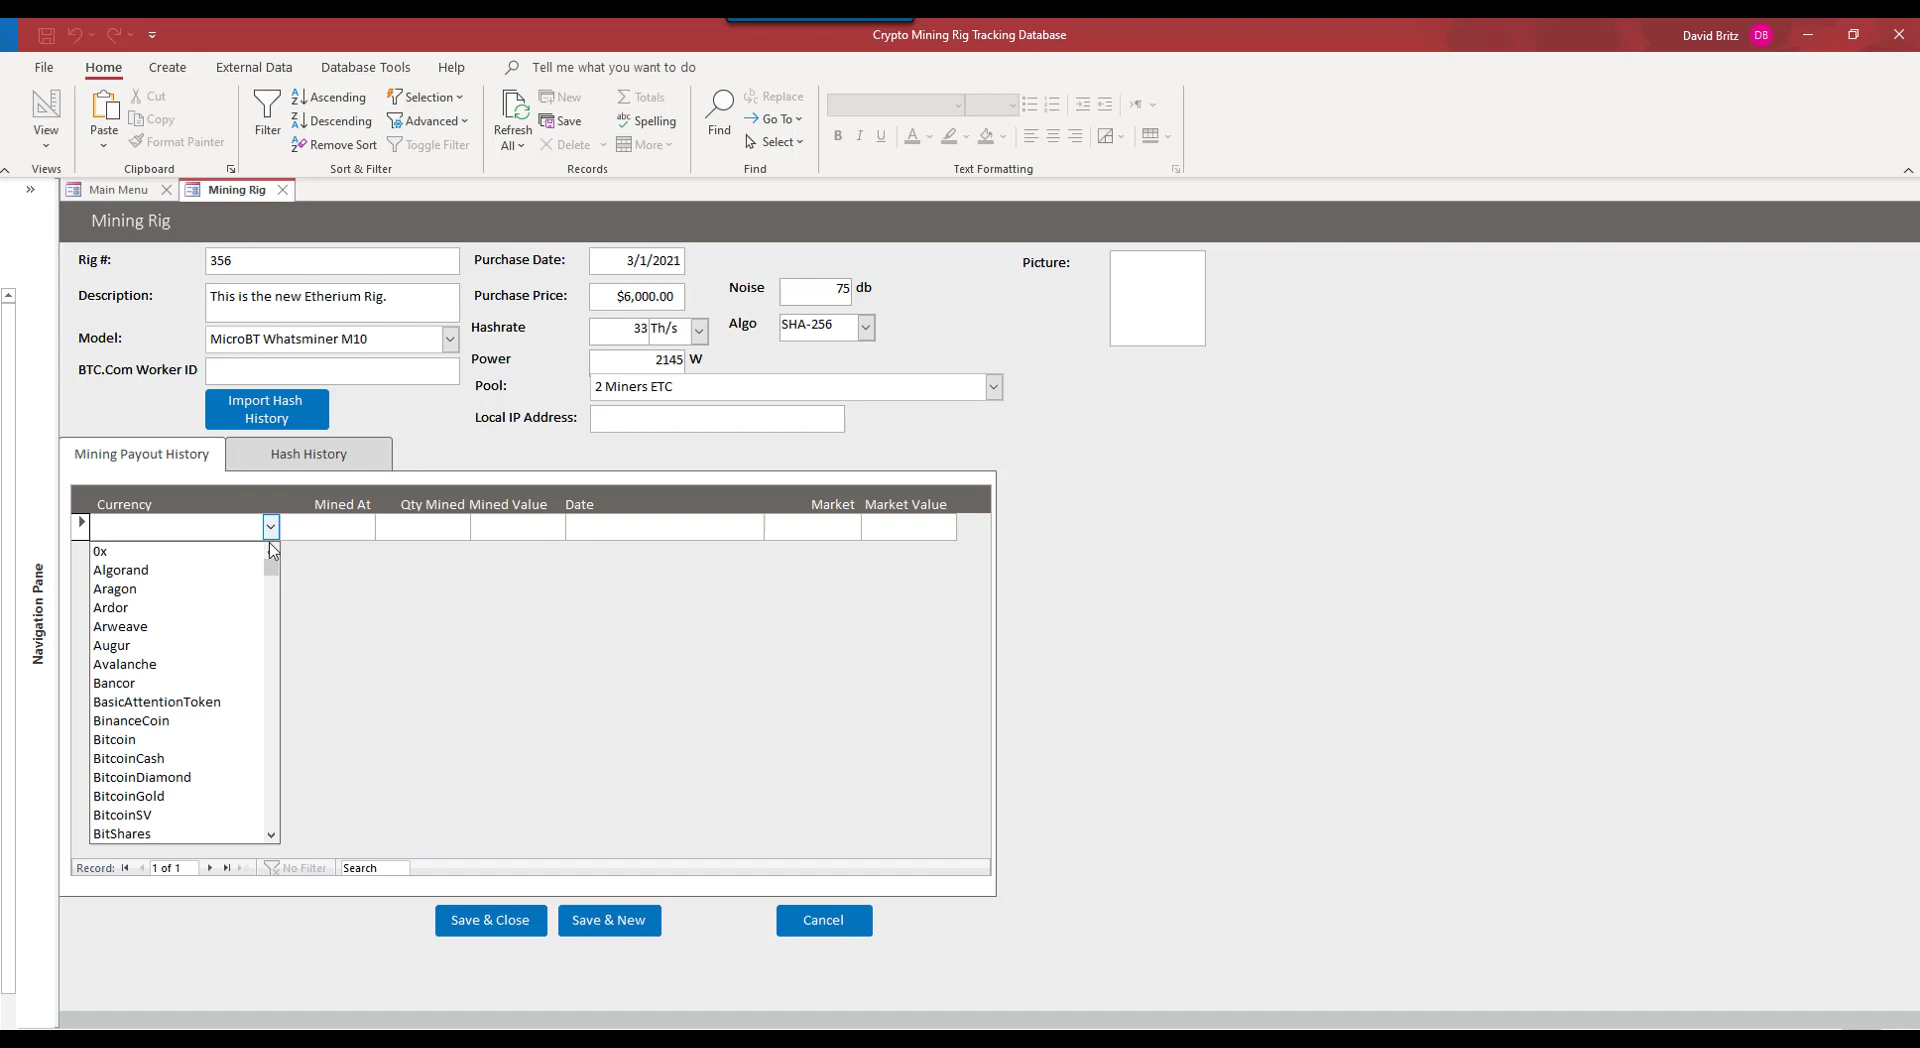 Crypto Mining Rig Tracking Database
David Britz DB
File Home Create External Data Database Tools Help Tell me what you want to do
View
Views
Paste
Cut
Copy
Format Painter
Clipboard
Filter
Ascending
Descending
Remove Sort
Selection
Advanced
Toggle Filter
Sort & Filter
Refresh
All
New
Save
Delete
Totals
Spelling
More
Records
Find
Replace
Go To
Select
Find
B I U A
Text Formatting
Main Menu
Mining Rig
Navigation Pane
Mining Rig
Rig #: 356
Description: This is the new Etherium Rig.
Model: MicroBT Whatsminer M10
BTC.Com Worker ID
Import Hash
History
Purchase Date: 3/1/2021
Purchase Price: $6,000.00
Hashrate 33 Th/s
Power 2145 W
Pool: 2 Miners ETC
Local IP Address:
Noise 75 db
Algo SHA-256
Picture:
Mining Payout History
Hash History
Currency Mined At Qty Mined Mined Value Date Market Market Value
0x
Algorand
Aragon
Ardor
Arweave
Augur
Avalanche
Bancor
BasicAttentionToken
BinanceCoin
Bitcoin
BitcoinCash
BitcoinDiamond
BitcoinGold
BitcoinSV
BitShares
Record: 1 of 1 No Filter Search
Save & Close
Save & New
Cancel